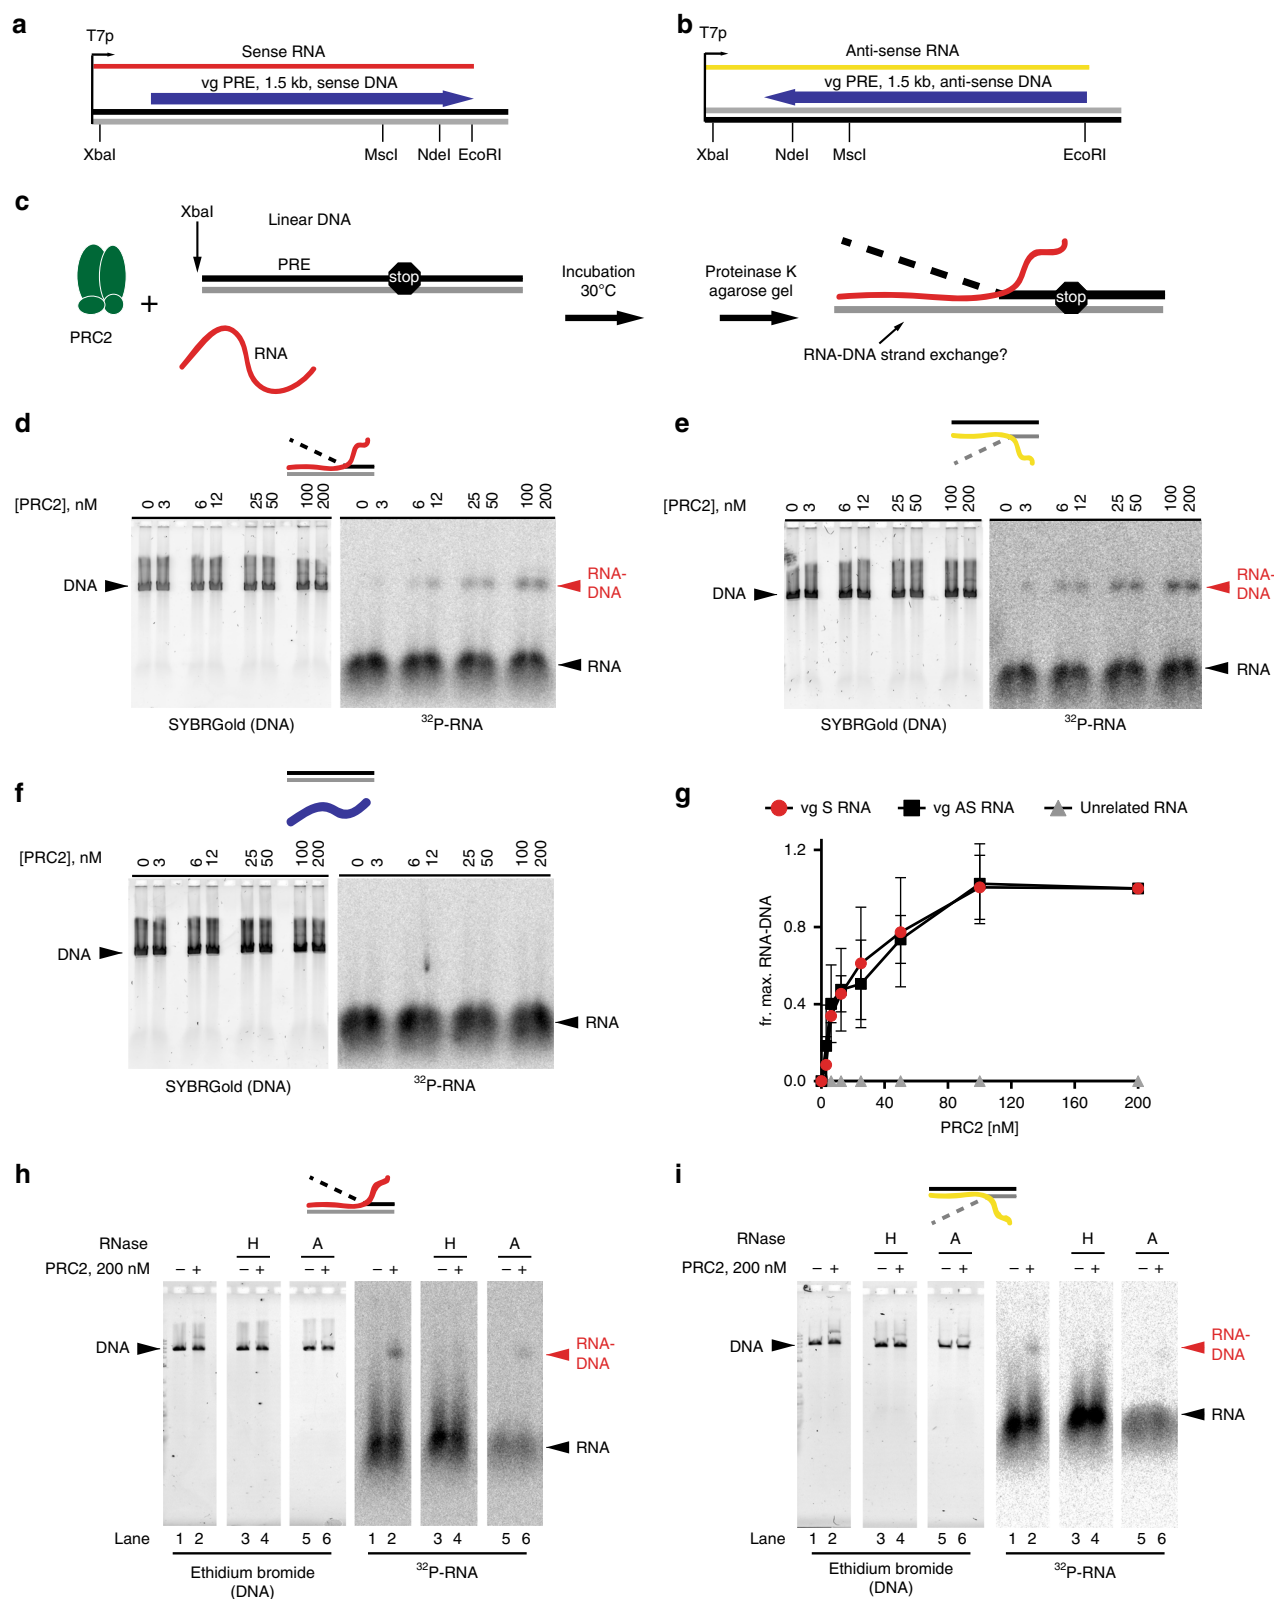 a
T7p
Sense RNA
vg PRE, 1.5 kb, sense DNA
XbaI
MscI
NdeI
EcoRI
b
T7p
Anti-sense RNA
vg PRE, 1.5 kb, anti-sense DNA
XbaI
NdeI
MscI
EcoRI
c
XbaI
Linear DNA
PRE
stop
PRC2
+
RNA
Incubation
30°C
Proteinase K
agarose gel
stop
RNA-DNA strand exchange?
d
[PRC2], nM
0 3 6 12 25 50 100 200
0 3 6 12 25 50 100 200
DNA
RNA-
DNA
RNA
SYBRGold (DNA)
32P-RNA
e
[PRC2], nM
0 3 6 12 25 50 100 200
0 3 6 12 25 50 100 200
DNA
RNA-
DNA
RNA
SYBRGold (DNA)
32P-RNA
f
[PRC2], nM
0 3 6 12 25 50 100 200
0 3 6 12 25 50 100 200
DNA
RNA
SYBRGold (DNA)
32P-RNA
g
vg S RNA
vg AS RNA
Unrelated RNA
fr. max. RNA-DNA
1.2
0.8
0.4
0.0
0 40 80 120 160 200
PRC2 [nM]
h
RNase
H
A
H
A
PRC2, 200 nM
– + – + – + – + – + – +
DNA
RNA-
DNA
RNA
Lane
1 2 3 4 5 6
1 2 3 4 5 6
Ethidium bromide
(DNA)
32P-RNA
i
RNase
H
A
H
A
PRC2, 200 nM
– + – + – + – + – + – +
DNA
RNA-
DNA
RNA
Lane
1 2 3 4 5 6
1 2 3 4 5 6
Ethidium bromide
(DNA)
32P-RNA